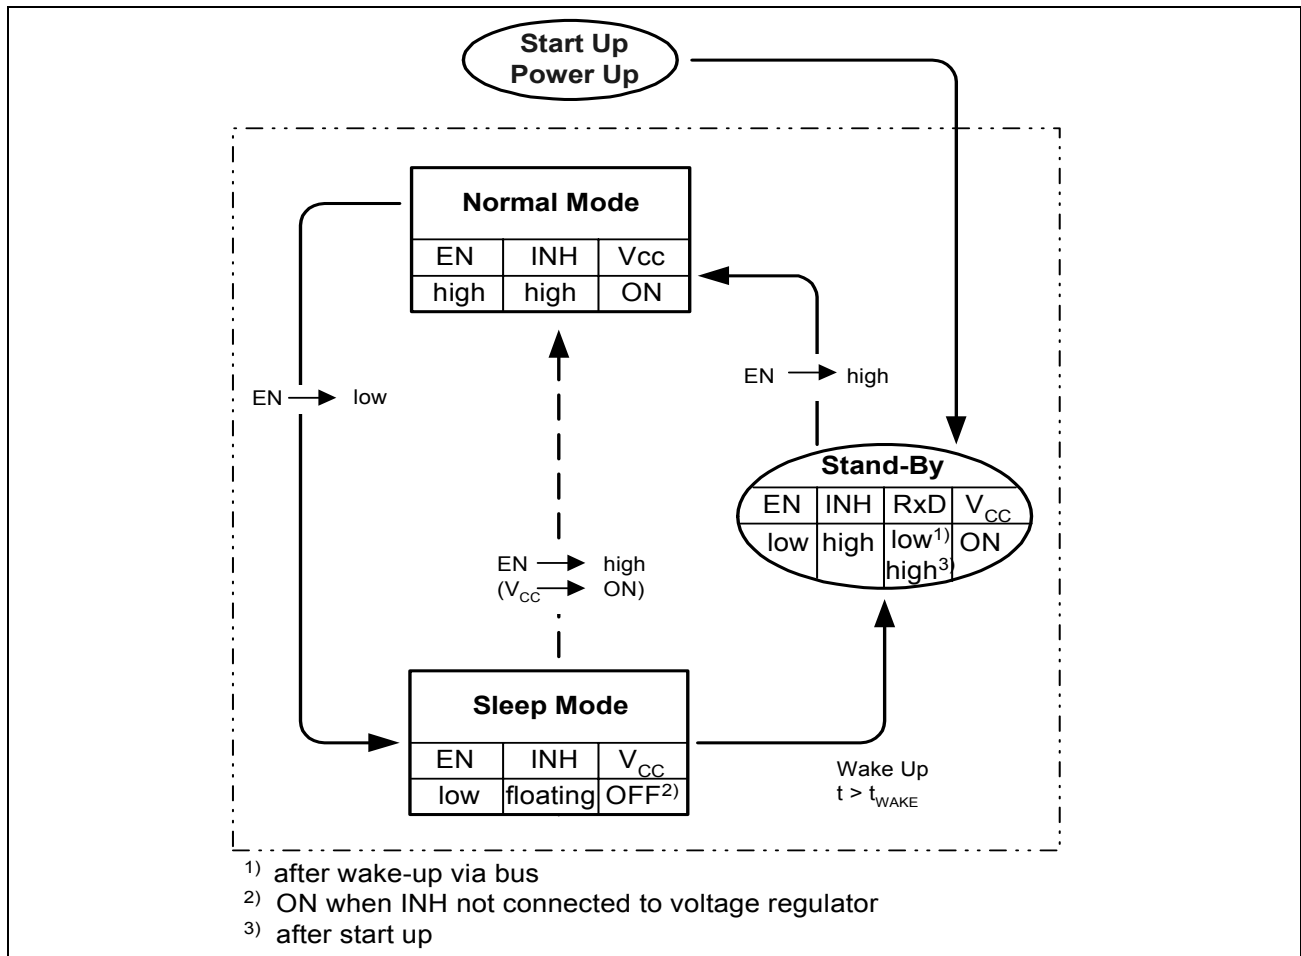 Start Up
Power Up
Normal Mode
EN INH Vcc
high high ON
EN low
EN high
Stand-By
EN INH RxD VCC
low high low1) ON
high3)
EN high
(VCC ON)
Sleep Mode
EN INH VCC
low floating OFF2)
Wake Up
t > tWAKE
1) after wake-up via bus
2) ON when INH not connected to voltage regulator
3) after start up